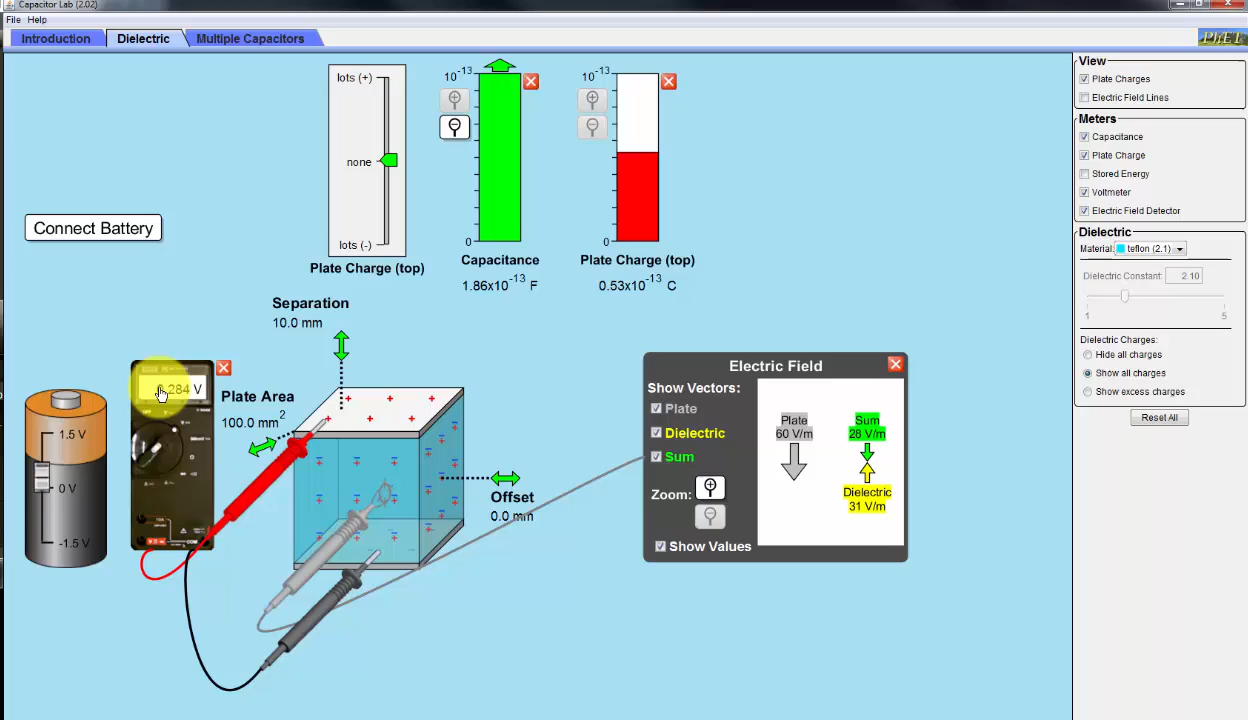 Capacitor Lab (2.02)
File Help
Introduction Dielectric Multiple Capacitors
PhET
lots (+)
none
lots (-)
Plate Charge (top)
10-13
0
Capacitance
1.86x10-13 F
10-13
0
Plate Charge (top)
0.53x10-13 C
Connect Battery
Separation
10.0 mm
Plate Area
100.0 mm2
Offset
0.0 mm
1.5 V
0 V
-1.5 V
.284 V
COM
Electric Field
Show Vectors:
Plate
Dielectric
Sum
Zoom:
Show Values
Plate
60 V/m
Sum
28 V/m
Dielectric
31 V/m
View
Plate Charges
Electric Field Lines
Meters
Capacitance
Plate Charge
Stored Energy
Voltmeter
Electric Field Detector
Dielectric
Material: teflon (2.1)
Dielectric Constant: 2.10
1 5
Dielectric Charges:
Hide all charges
Show all charges
Show excess charges
Reset All